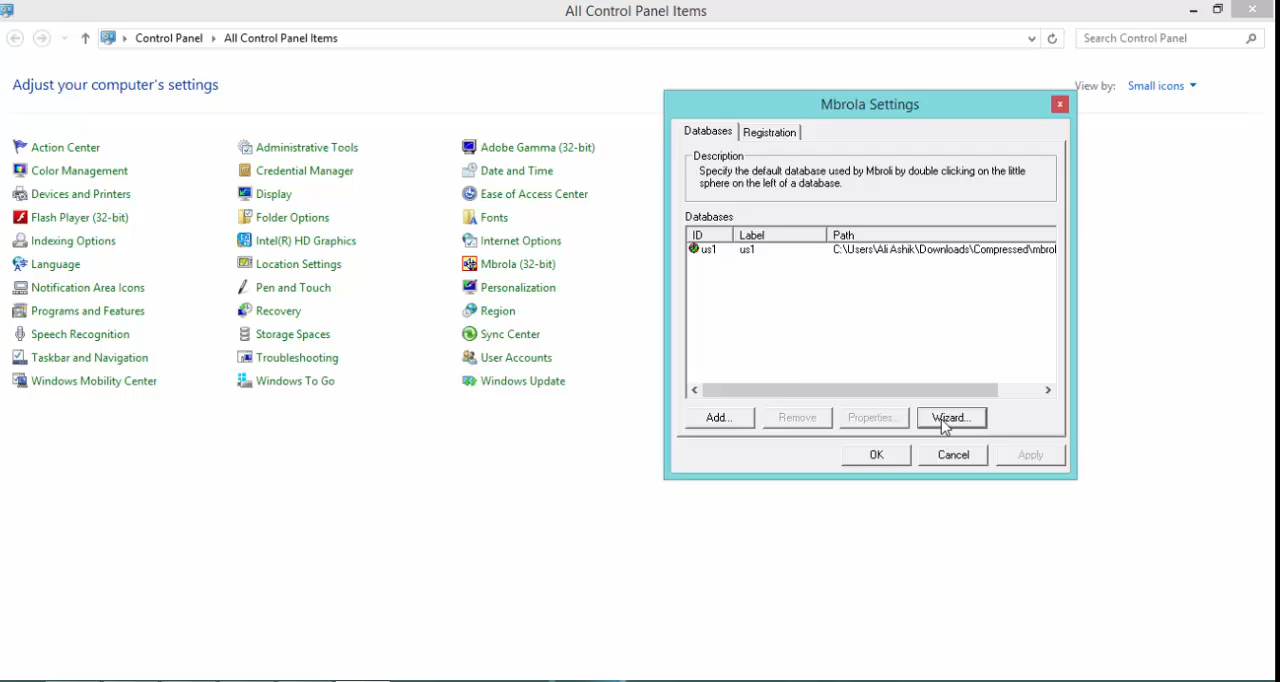 All Control Panel Items
Control Panel
All Control Panel Items
Search Control Panel
Adjust your computer's settings
View by:
Small icons
Action Center
Administrative Tools
Adobe Gamma (32-bit)
Color Management
Credential Manager
Date and Time
Devices and Printers
Display
Ease of Access Center
Flash Player (32-bit)
Folder Options
Fonts
Indexing Options
Intel(R) HD Graphics
Internet Options
Language
Location Settings
Mbrola (32-bit)
Notification Area Icons
Pen and Touch
Personalization
Programs and Features
Recovery
Region
Speech Recognition
Storage Spaces
Sync Center
Taskbar and Navigation
Troubleshooting
User Accounts
Windows Mobility Center
Windows To Go
Windows Update
Mbrola Settings
x
Databases
Registration
Description
Specify the default database used by Mbroli by double clicking on the little
sphere on the left of a database.
Databases
ID Label Path
us1 us1 C:\Users\Ali Ashik\Downloads\Compressed\mbrol
Add...
Remove
Properties...
Wizard...
OK
Cancel
Apply